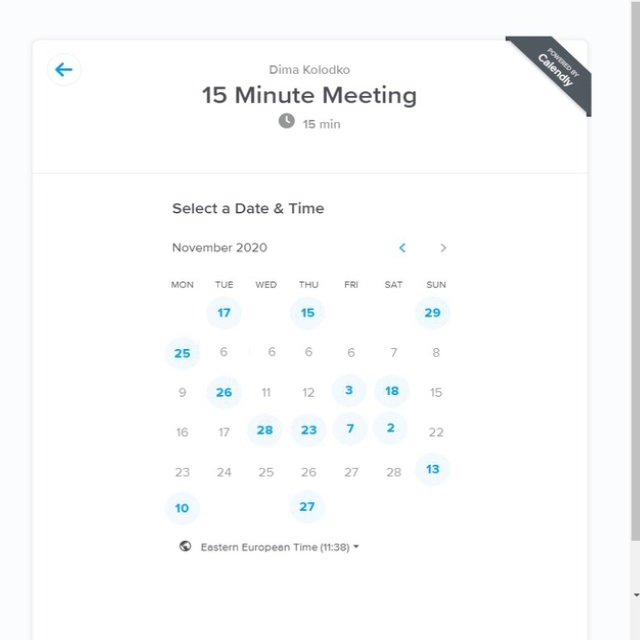 Dima Kolodko
POWERED BY
Calendly
15 Minute Meeting
15 min
Select a Date & Time
November 2020
MON TUE WED THU FRI SAT SUN
17 15 29
25 6 6 6 6 7 8
9 26 11 12 3 18 15
16 17 28 23 7 2 22
23 24 25 26 27 28 13
10 27
Eastern European Time (11:38)